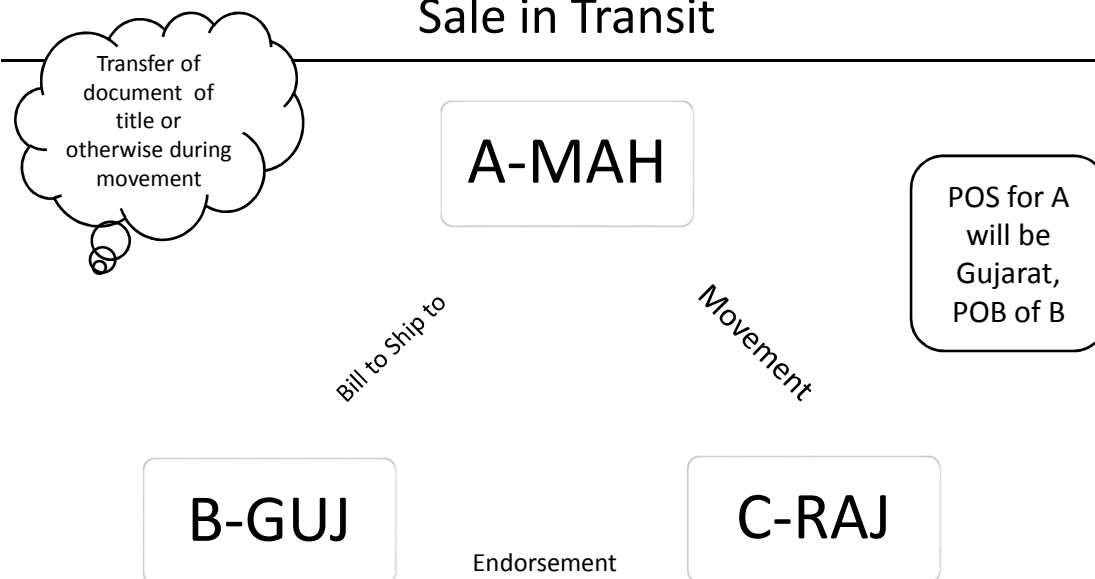 Sale in Transit
Transfer of
document of
title or
otherwise during
movement
A-MAH
POS for A
will be
Gujarat,
POB of B
Bill to Ship to
Movement
B-GUJ
C-RAJ
Endorsement